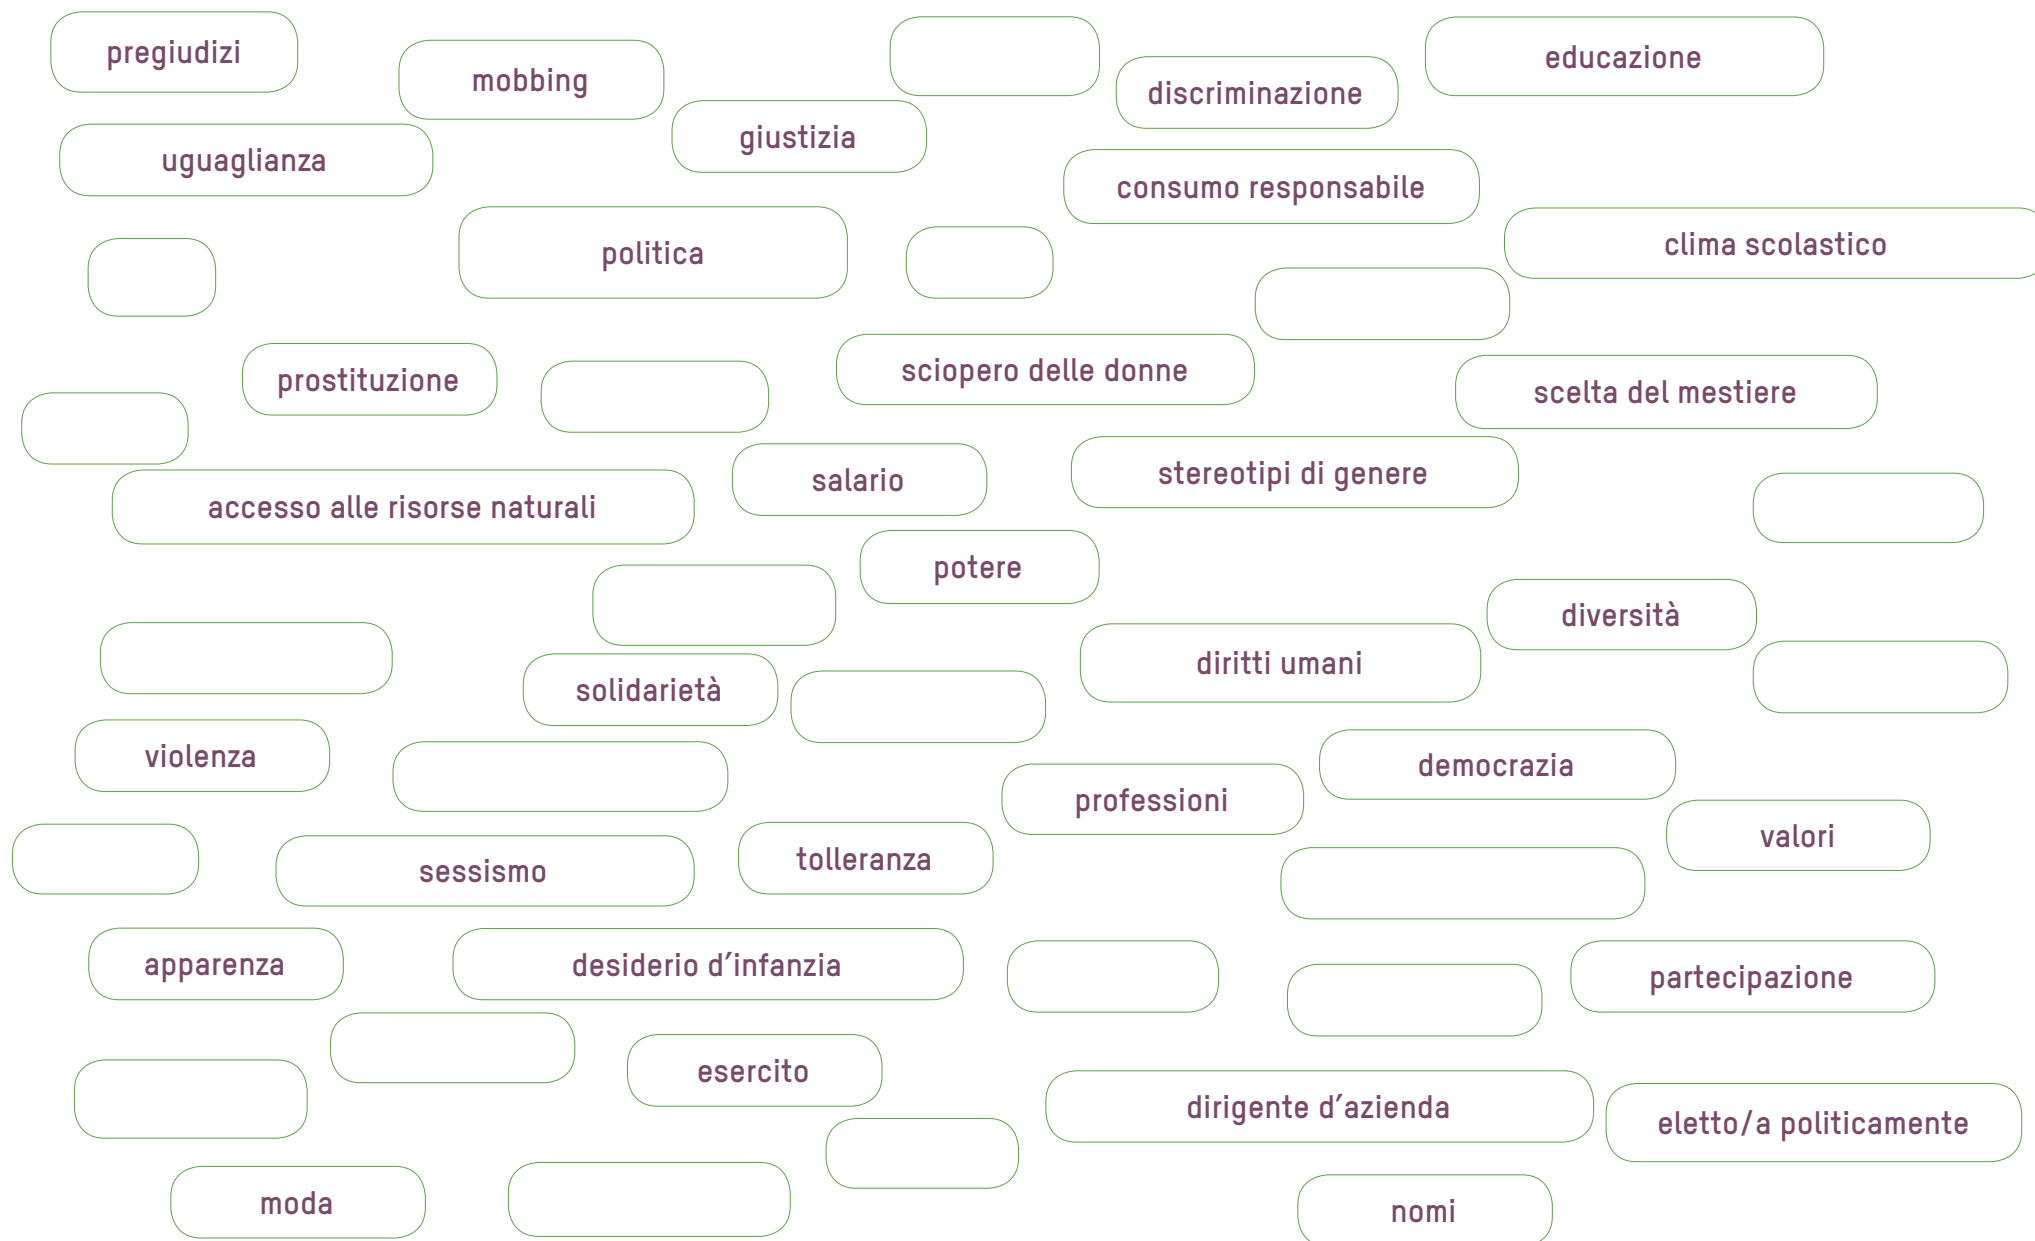 pregiudizi
mobbing
educazione
discriminazione
giustizia
uguaglianza
consumo responsabile
politica
clima scolastico
sciopero delle donne
prostituzione
scelta del mestiere
stereotipi di genere
salario
accesso alle risorse naturali
potere
diversità
diritti umani
solidarietà
violenza
democrazia
professioni
valori
tolleranza
sessismo
apparenza
desiderio d'infanzia
partecipazione
esercito
dirigente d'azienda
eletto/a politicamente
moda
nomi